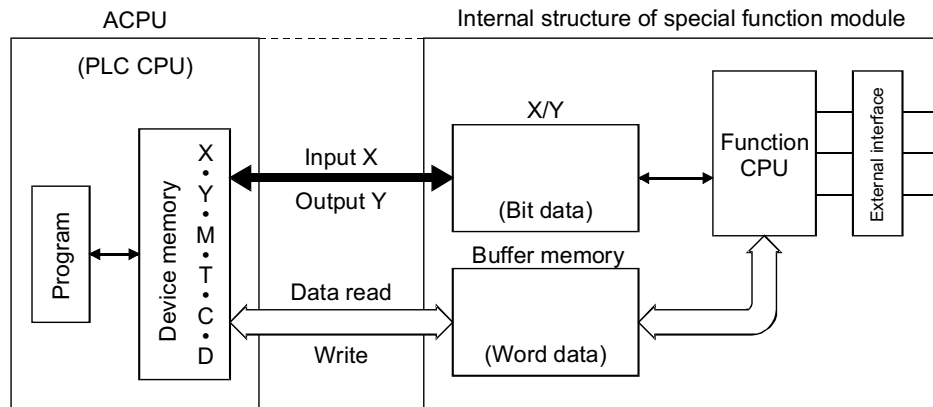 ACPU
Internal structure of special function module
(PLC CPU)
X/Y
Program
Device memory
X・Y・M・T・C・D
Input X
Output Y
(Bit data)
Function
CPU
External interface
Buffer memory
Data read
Write
(Word data)